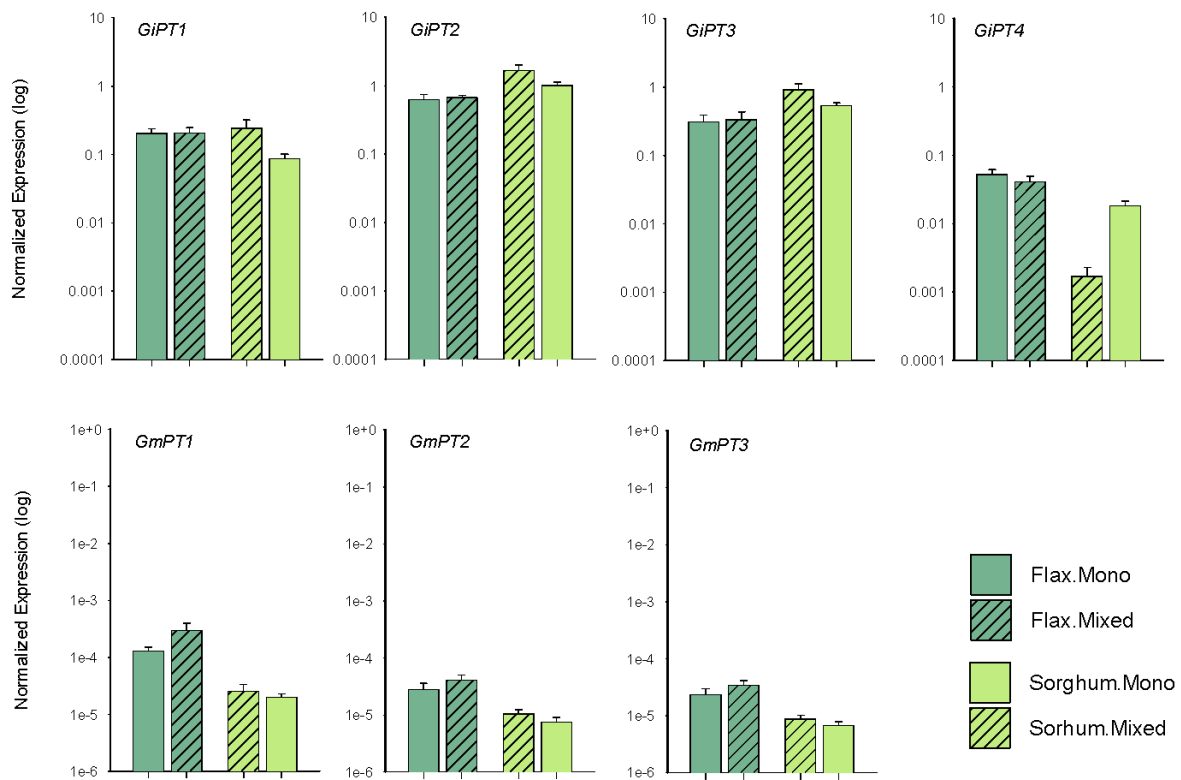 GiPT1
GiPT2
GiPT3
GiPT4
Normalized Expression (log)
10
1
0.1
0.01
0.001
0.0001
10
1
0.1
0.01
0.001
0.0001
10
1
0.1
0.01
0.001
0.0001
10
1
0.1
0.01
0.001
0.0001
GmPT1
GmPT2
GmPT3
Normalized Expression (log)
1e+0
1e-1
1e-2
1e-3
1e-4
1e-5
1e-6
1e+0
1e-1
1e-2
1e-3
1e-4
1e-5
1e-6
1e+0
1e-1
1e-2
1e-3
1e-4
1e-5
1e-6
Flax.Mono
Flax.Mixed
Sorghum.Mono
Sorhum.Mixed